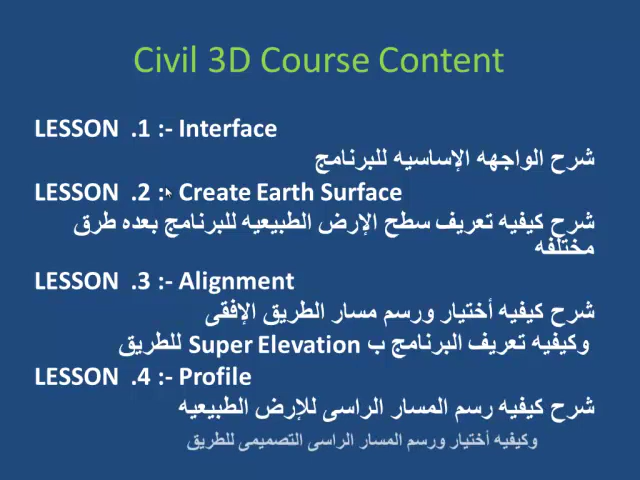 Civil 3D Course Content
LESSON .1 :- Interface
شرح الواجهه الإساسيه للبرنامج
LESSON .2 :- Create Earth Surface
شرح كيفيه تعريف سطح الإرض الطبيعيه للبرنامج بعده طرق
مختلفه
LESSON .3 :- Alignment
شرح كيفيه أختيار ورسم مسار الطريق الإفقى
وكيفيه تعريف البرنامج ب Super Elevation للطريق
LESSON .4 :- Profile
شرح كيفيه رسم المسار الراسى للإرض الطبيعيه
وكيفيه أختيار ورسم المسار الراسى التصميمى للطريق